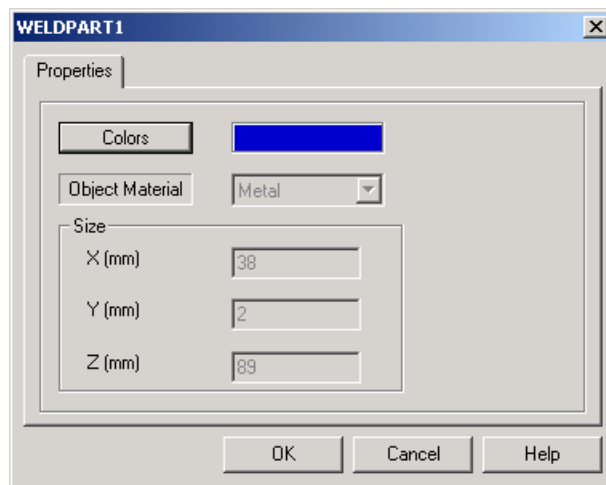 WELDPART1
Properties
Colors
Object Material Metal
Size
X (mm) 38
Y (mm) 2
Z (mm) 89
OK Cancel Help